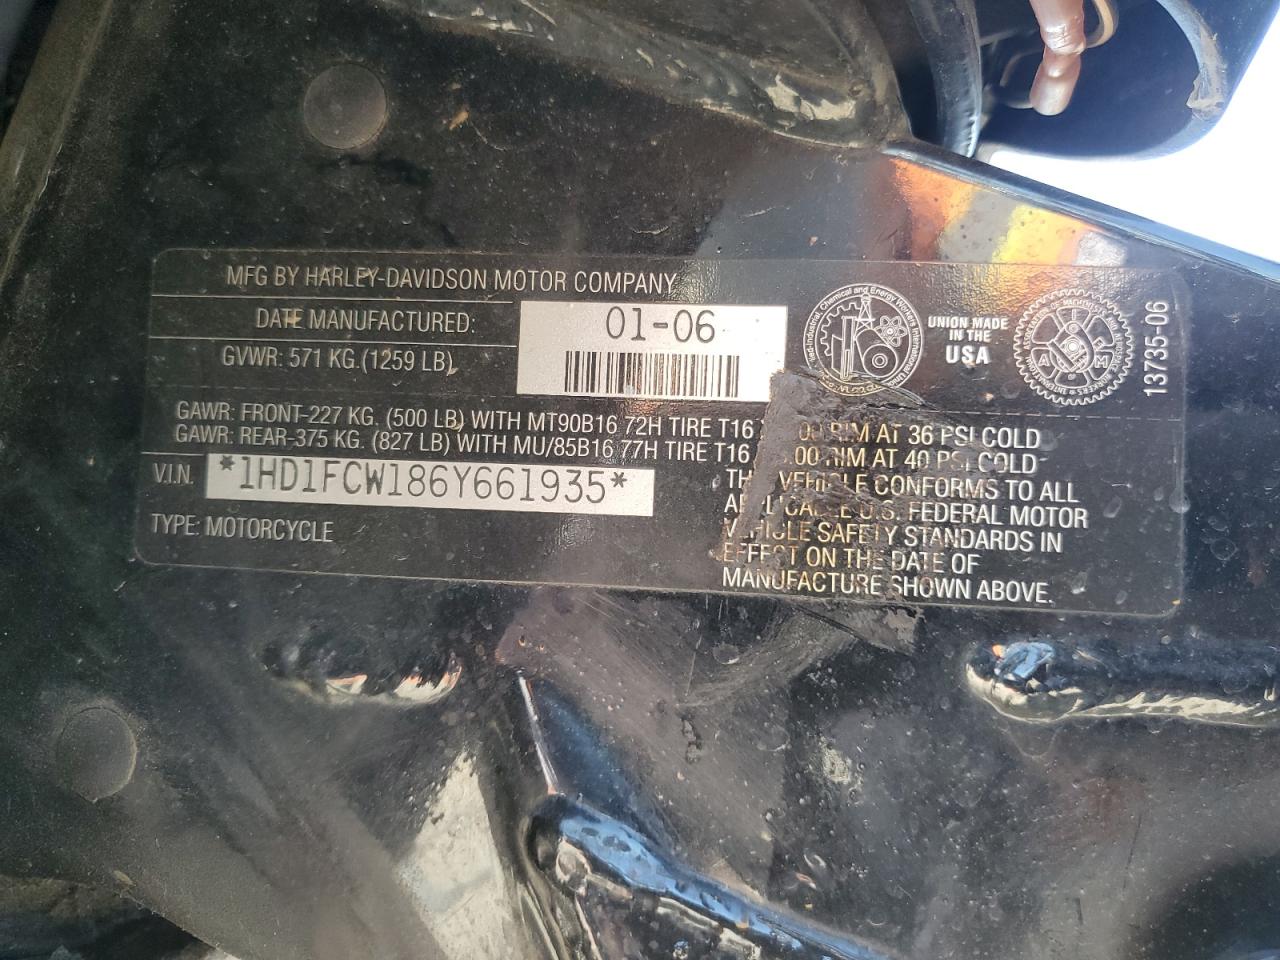 MFG BY HARLEY-DAVIDSON MOTOR COMPANY
DATE MANUFACTURED: 01-06
GVWR: 571 KG.(1259 LB)
UNION MADE
IN THE
USA
13735-06
GAWR: FRONT-227 KG. (500 LB) WITH MT90B16 72H TIRE T16 RIM AT 36 PSI COLD
GAWR: REAR-375 KG. (827 LB) WITH MU/85B16 77H TIRE T16 RIM AT 40 PSI COLD
V.I.N. *1HD1FCW186Y661935*
TYPE: MOTORCYCLE
VEHICLE CONFORMS TO ALL
U.S. FEDERAL MOTOR
VEHICLE SAFETY STANDARDS IN
EFFECT ON THE DATE OF
MANUFACTURE SHOWN ABOVE.